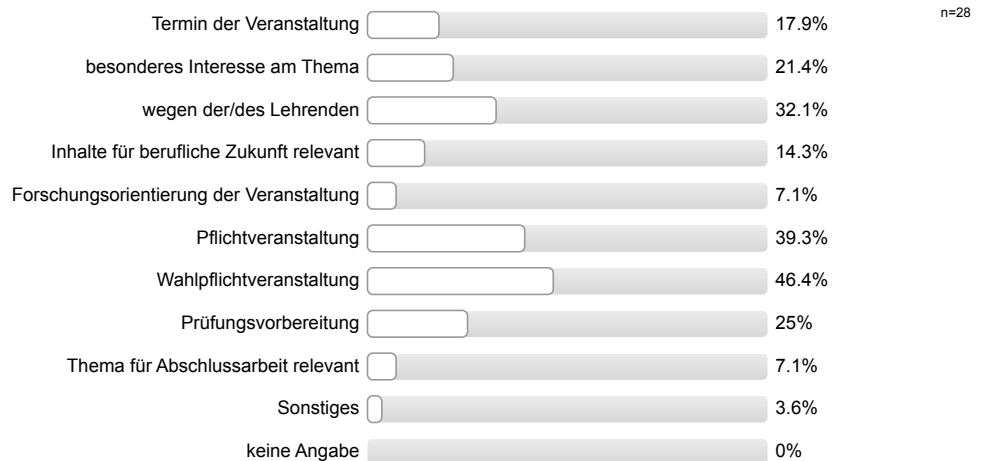 Termin der Veranstaltung 17.9% n=28
besonderes Interesse am Thema 21.4%
wegen der/des Lehrenden 32.1%
Inhalte für berufliche Zukunft relevant 14.3%
Forschungsorientierung der Veranstaltung 7.1%
Pflichtveranstaltung 39.3%
Wahlpflichtveranstaltung 46.4%
Prüfungsvorbereitung 25%
Thema für Abschlussarbeit relevant 7.1%
Sonstiges 3.6%
keine Angabe 0%